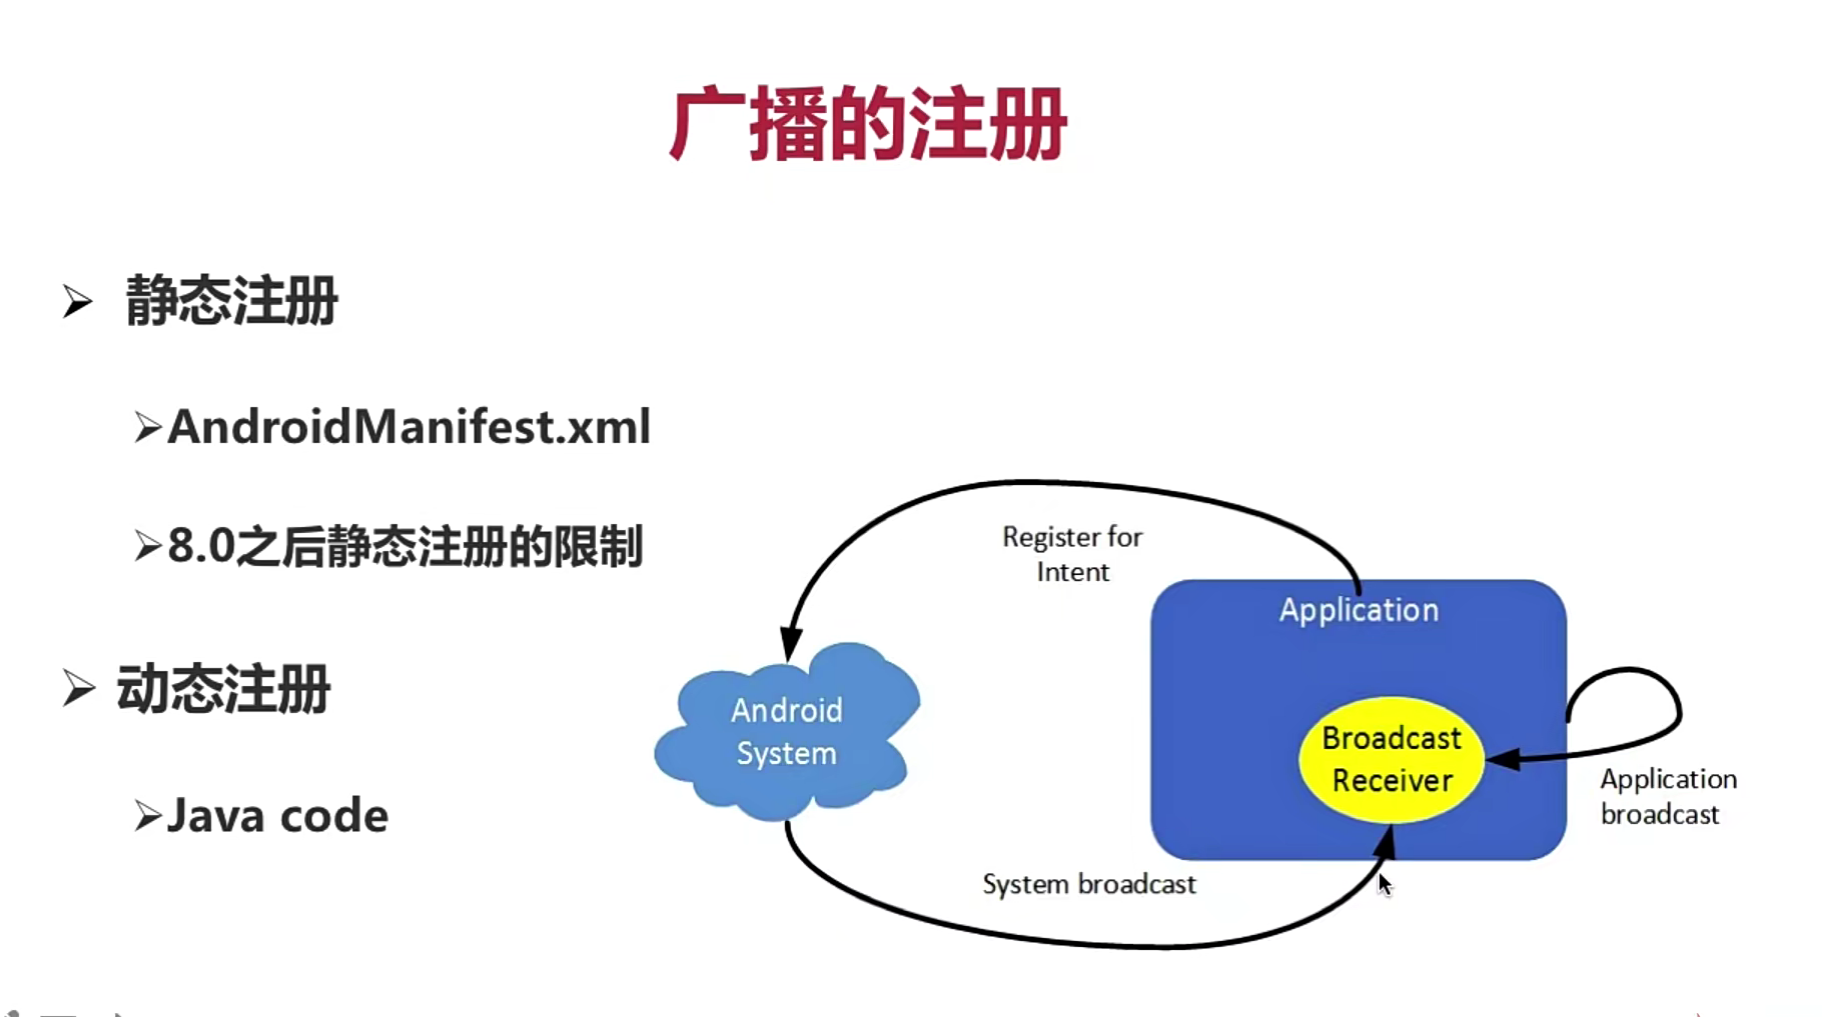 广播的注册
静态注册
AndroidManifest.xml
8.0之后静态注册的限制
动态注册
Java code
Register for
Intent
Application
Android
System
Broadcast
Receiver
Application
broadcast
System broadcast